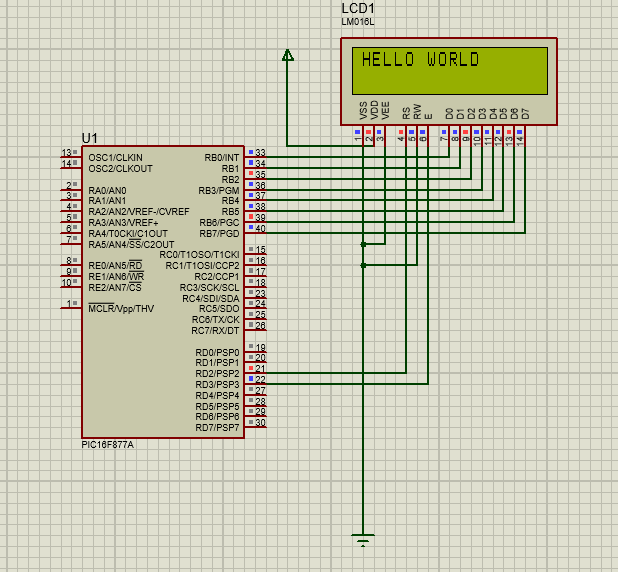 LCD1
LM016L
HELLO WORLD
VSS VDD VEE RS RW E D0 D1 D2 D3 D4 D5 D6 D7
1 2 3 4 5 6 7 8 9 10 11 12 13 14
U1
13 OSC1/CLKIN RB0/INT 33
14 OSC2/CLKOUT RB1 34
RB2 35
2 RA0/AN0 RB3/PGM 36
3 RA1/AN1 RB4 37
4 RA2/AN2/VREF-/CVREF RB5 38
5 RA3/AN3/VREF+ RB6/PGC 39
6 RA4/T0CKI/C1OUT RB7/PGD 40
7 RA5/AN4/SS/C2OUT
RC0/T1OSO/T1CKI 15
8 RE0/AN5/RD RC1/T1OSI/CCP2 16
9 RE1/AN6/WR RC2/CCP1 17
10 RE2/AN7/CS RC3/SCK/SCL 18
RC4/SDI/SDA 23
1 MCLR/Vpp/THV RC5/SDO 24
RC6/TX/CK 25
RC7/RX/DT 26
RD0/PSP0 19
RD1/PSP1 20
RD2/PSP2 21
RD3/PSP3 22
RD4/PSP4 27
RD5/PSP5 28
RD6/PSP6 29
RD7/PSP7 30
PIC16F877A